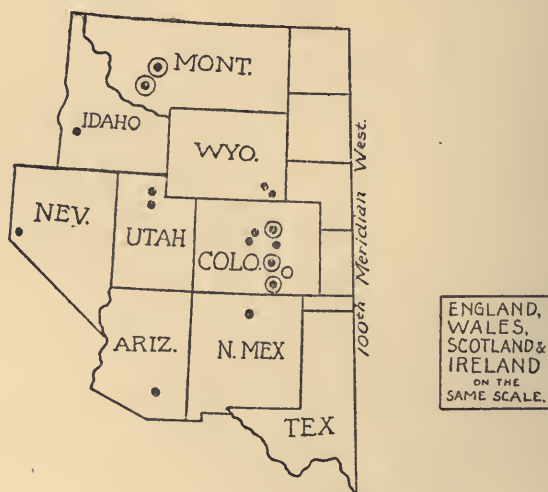 MONT.
IDAHO
WYO.
NEV.
UTAH
COLO.
ARIZ.
N.MEX
TEX
100th Meridian West.
ENGLAND,
WALES,
SCOTLAND &
IRELAND
ON THE
SAME SCALE.